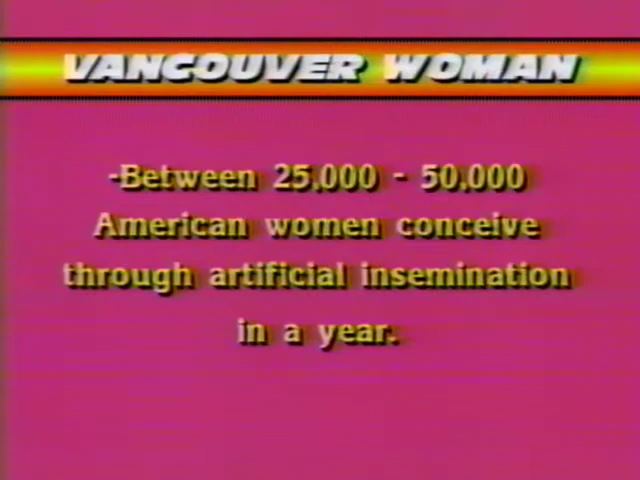 VANCOUVER WOMAN
-Between 25,000 - 50,000
American women conceive
through artificial insemination
in a year.